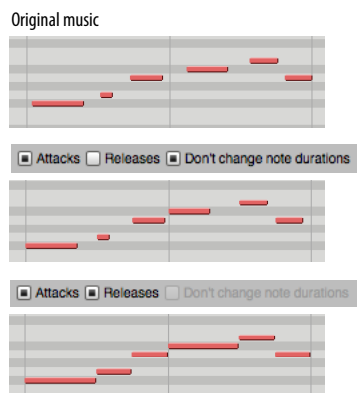 Original music
Attacks Releases Don't change note durations
Attacks Releases Don't change note durations